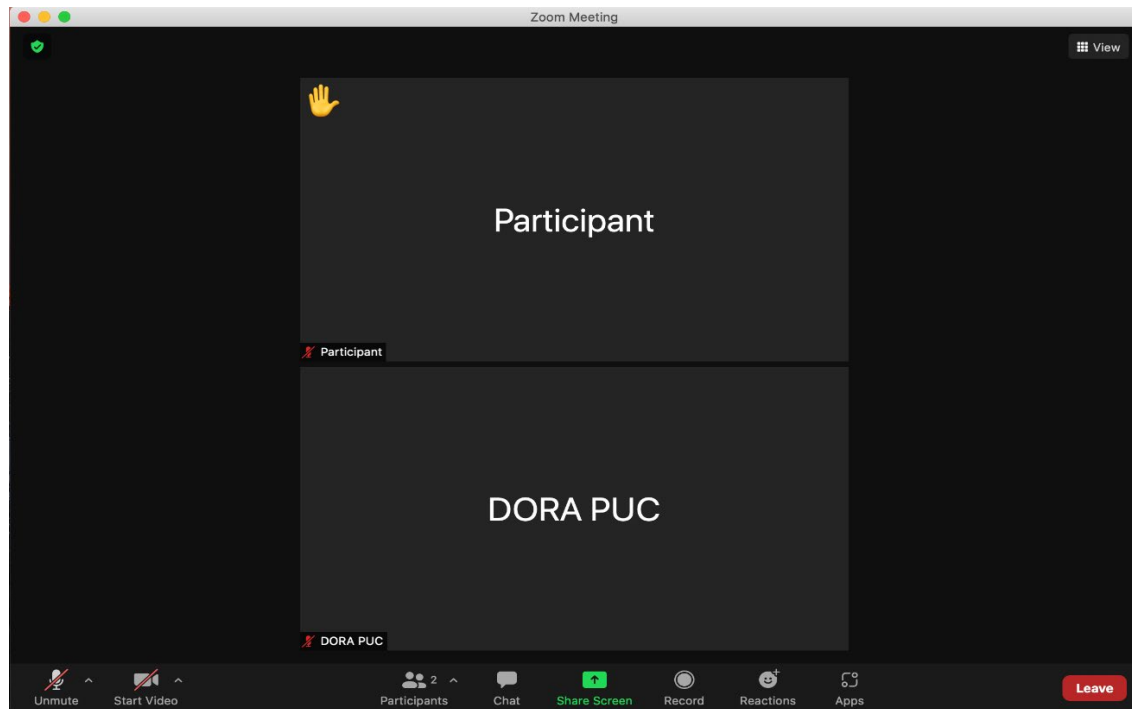 Zoom Meeting
View
Participant
Participant
DORA PUC
DORA PUC
Unmute
Start Video
2
Participants
Chat
Share Screen
Record
Reactions
Apps
Leave